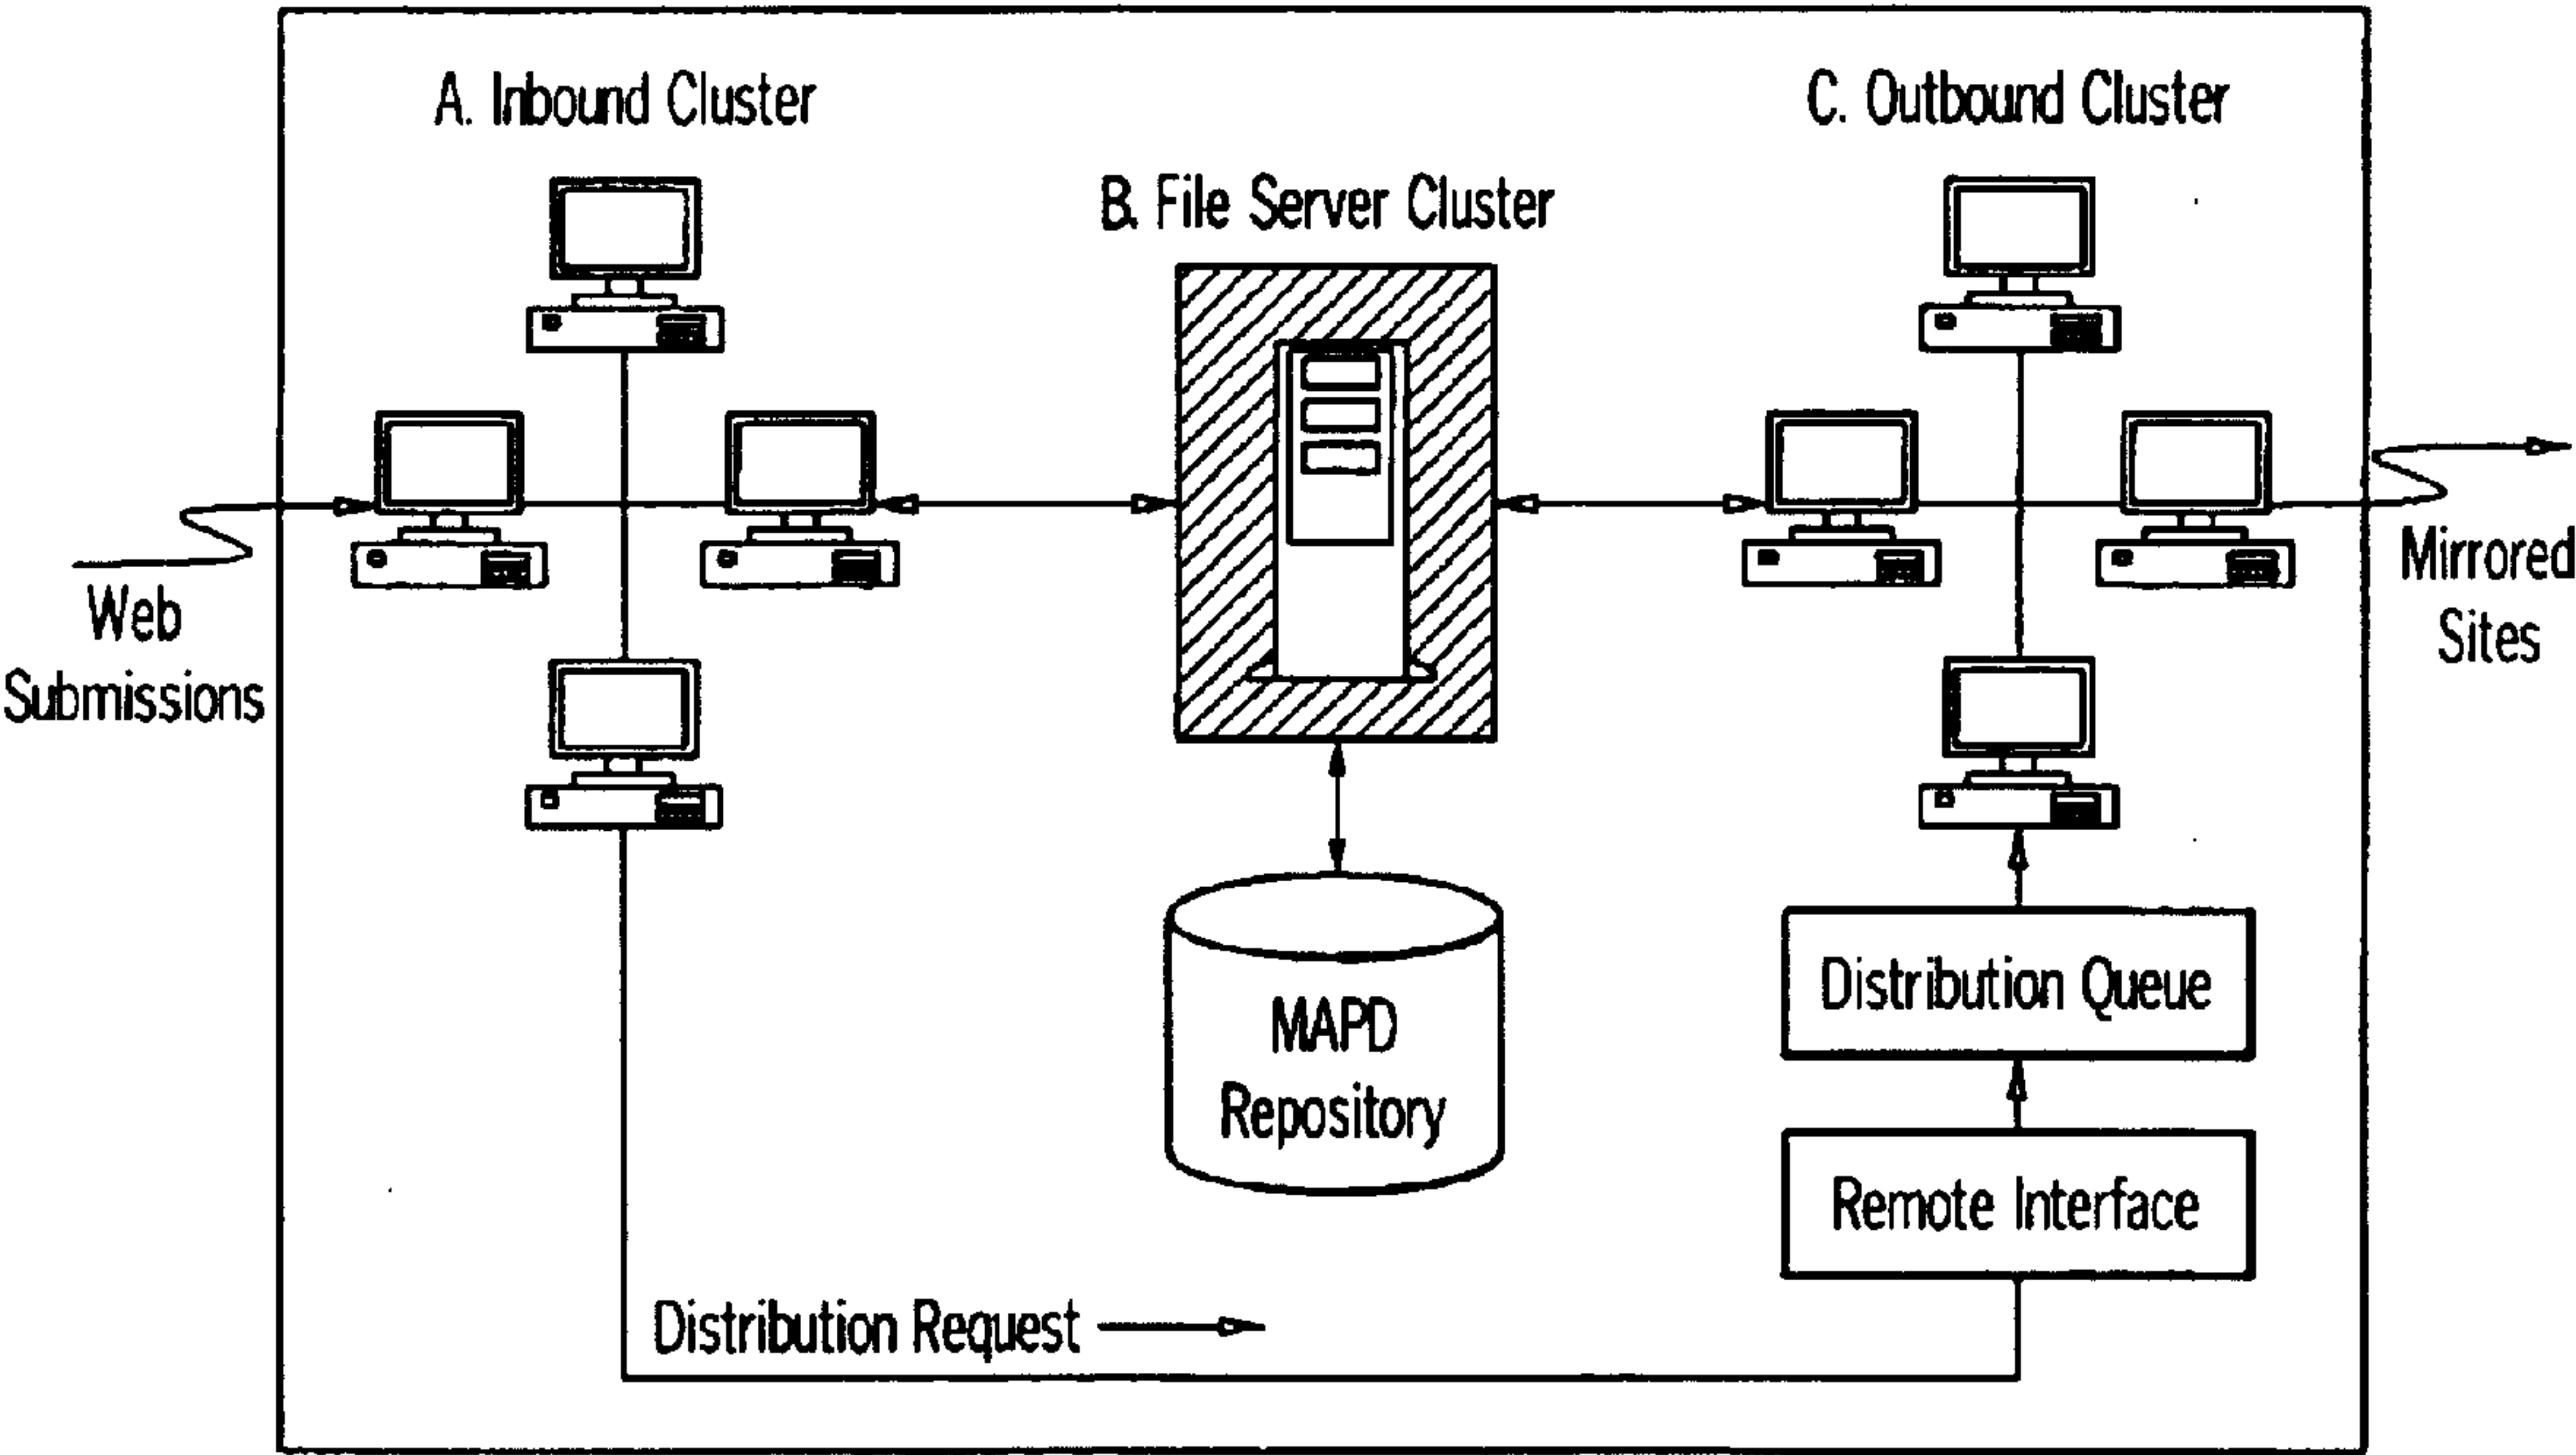 A. Inbound Cluster
C. Outbound Cluster
B. File Server Cluster
Web
Submissions
Mirrored
Sites
MAPD
Repository
Distribution Queue
Remote Interface
Distribution Request